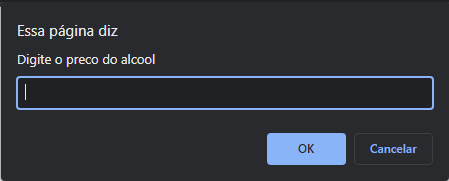 Essa página diz
Digite o preco do alcool
OK
Cancelar